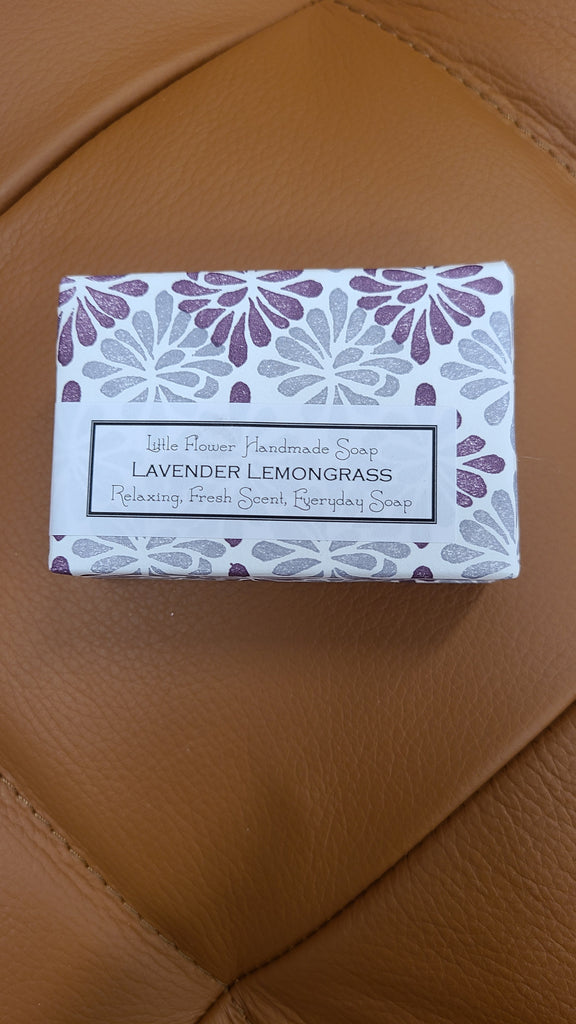 Little Flower Handmade Soap
LAVENDER LEMONGRASS
Relaxing, Fresh Scent, Everyday Soap